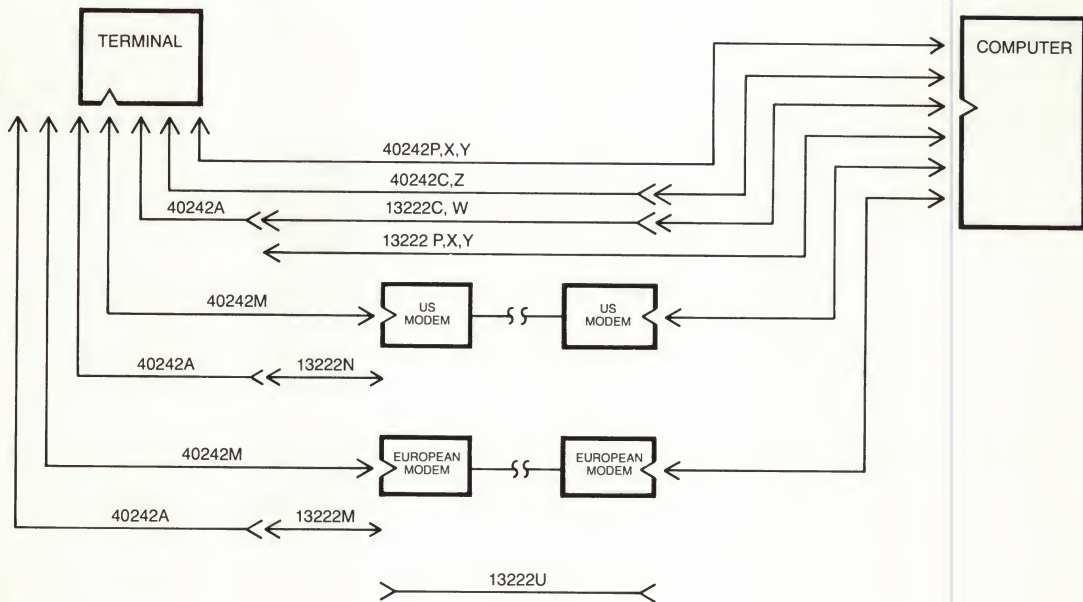 TERMINAL
COMPUTER
40242P,X,Y
40242C,Z
40242A
13222C, W
13222 P,X,Y
40242M
US
MODEM
US
MODEM
40242A
13222N
40242M
EUROPEAN
MODEM
EUROPEAN
MODEM
40242A
13222M
13222U